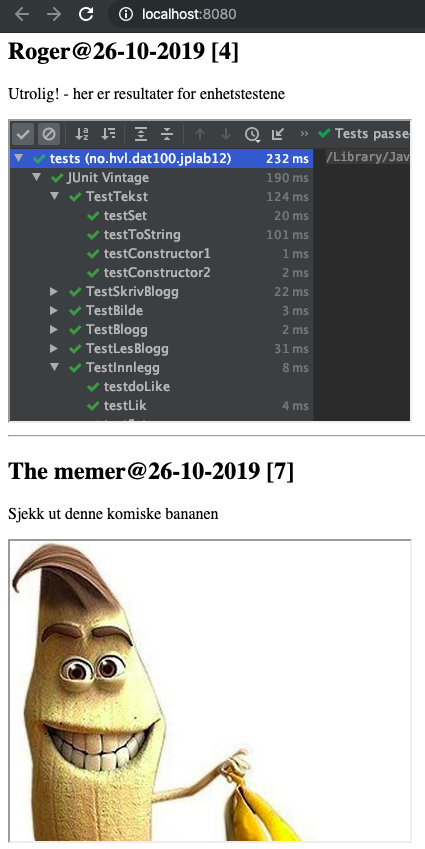 localhost:8080
Roger@26-10-2019 [4]
Utrolig! - her er resultater for enhetstestene
Tests passed
tests (no.hvl.dat100.jplab12) 232 ms /Library/Jav
JUnit Vintage 190 ms
TestTekst 124 ms
testSet 20 ms
testToString 101 ms
testConstructor1 1 ms
testConstructor2 2 ms
TestSkrivBlogg 22 ms
TestBilde 3 ms
TestBlogg 2 ms
TestLesBlogg 31 ms
TestInnlegg 8 ms
testdoLike
testLik 4 ms
The memer@26-10-2019 [7]
Sjekk ut denne komiske bananen